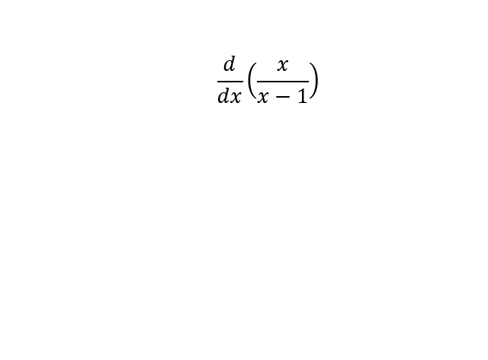 d/dx (x/(x − 1))